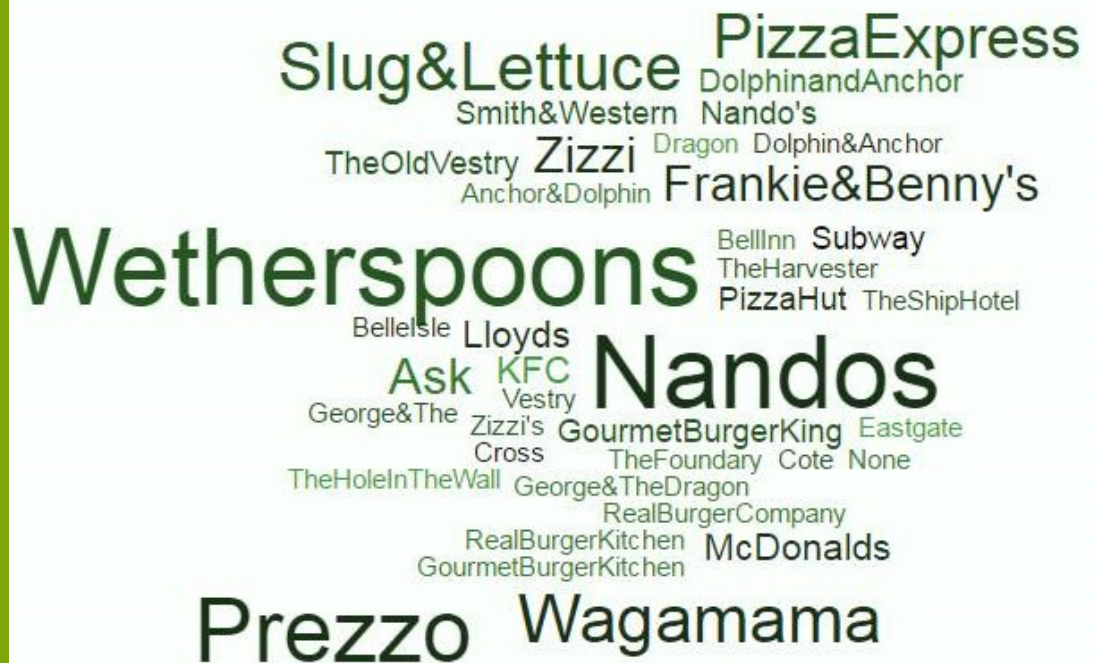 PizzaExpress
Slug&Lettuce DolphinandAnchor
Smith&Western Nando's
TheOldVestry Zizzi Dragon Dolphin&Anchor
Anchor&Dolphin Frankie&Benny's
Wetherspoons BellInn Subway
TheHarvester
PizzaHut TheShipHotel
BelleIsle Lloyds
Ask KFC Nandos
Vestry
George&The Zizzi's GourmetBurgerKing Eastgate
Cross TheFoundary Cote None
TheHoleInTheWall George&TheDragon
RealBurgerCompany
RealBurgerKitchen McDonalds
GourmetBurgerKitchen
Prezzo Wagamama